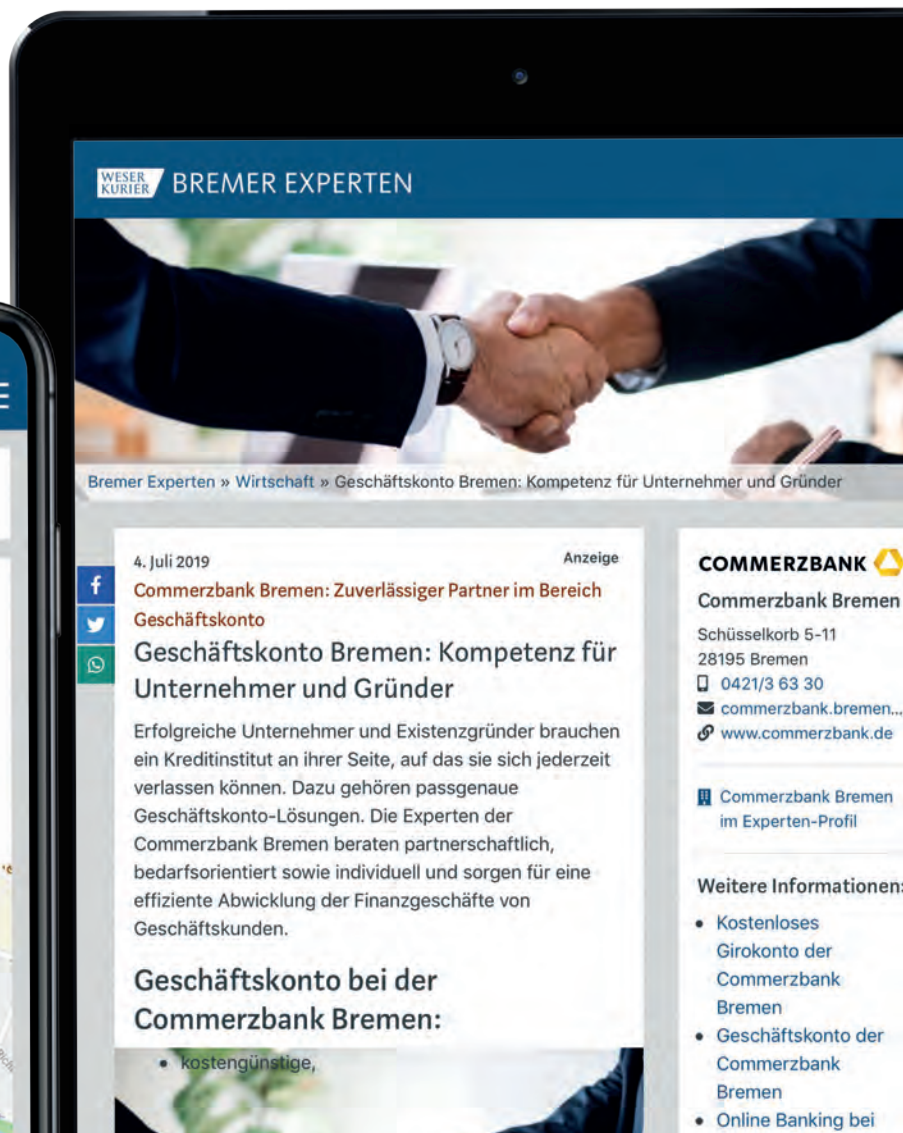 WESER
KURIER
BREMER EXPERTEN
Bremer Experten » Wirtschaft » Geschäftskonto Bremen: Kompetenz für Unternehmer und Gründer
4. Juli 2019
Anzeige
Commerzbank Bremen: Zuverlässiger Partner im Bereich
Geschäftskonto
Geschäftskonto Bremen: Kompetenz für
Unternehmer und Gründer
Erfolgreiche Unternehmer und Existenzgründer brauchen
ein Kreditinstitut an ihrer Seite, auf das sie sich jederzeit
verlassen können. Dazu gehören passgenaue
Geschäftskonto-Lösungen. Die Experten der
Commerzbank Bremen beraten partnerschaftlich,
bedarfsorientiert sowie individuell und sorgen für eine
effiziente Abwicklung der Finanzgeschäfte von
Geschäftskunden.
Geschäftskonto bei der
Commerzbank Bremen:
• kostengünstige,
COMMERZBANK
Commerzbank Bremen
Schüsselkorb 5-11
28195 Bremen
0421/3 63 30
commerzbank.bremen...
www.commerzbank.de
Commerzbank Bremen
im Experten-Profil
Weitere Informationen:
• Kostenloses
Girokonto der
Commerzbank
Bremen
• Geschäftskonto der
Commerzbank
Bremen
• Online Banking bei